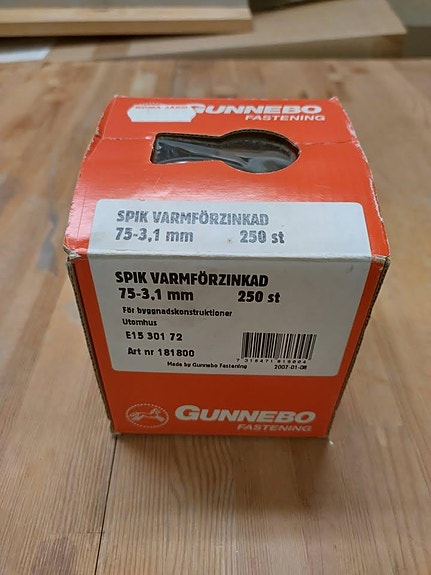 GUNNEBO
FASTENING
SPIK VARMFÖRZINKAD
75-3,1 mm 250 st
SPIK VARMFÖRZINKAD
75-3,1 mm 250 st
För byggnadskonstruktioner
Utomhus
E15 301 72
Art nr 181800
Made by Gunnebo Fastening 2007-01-08
GUNNEBO
FASTENING